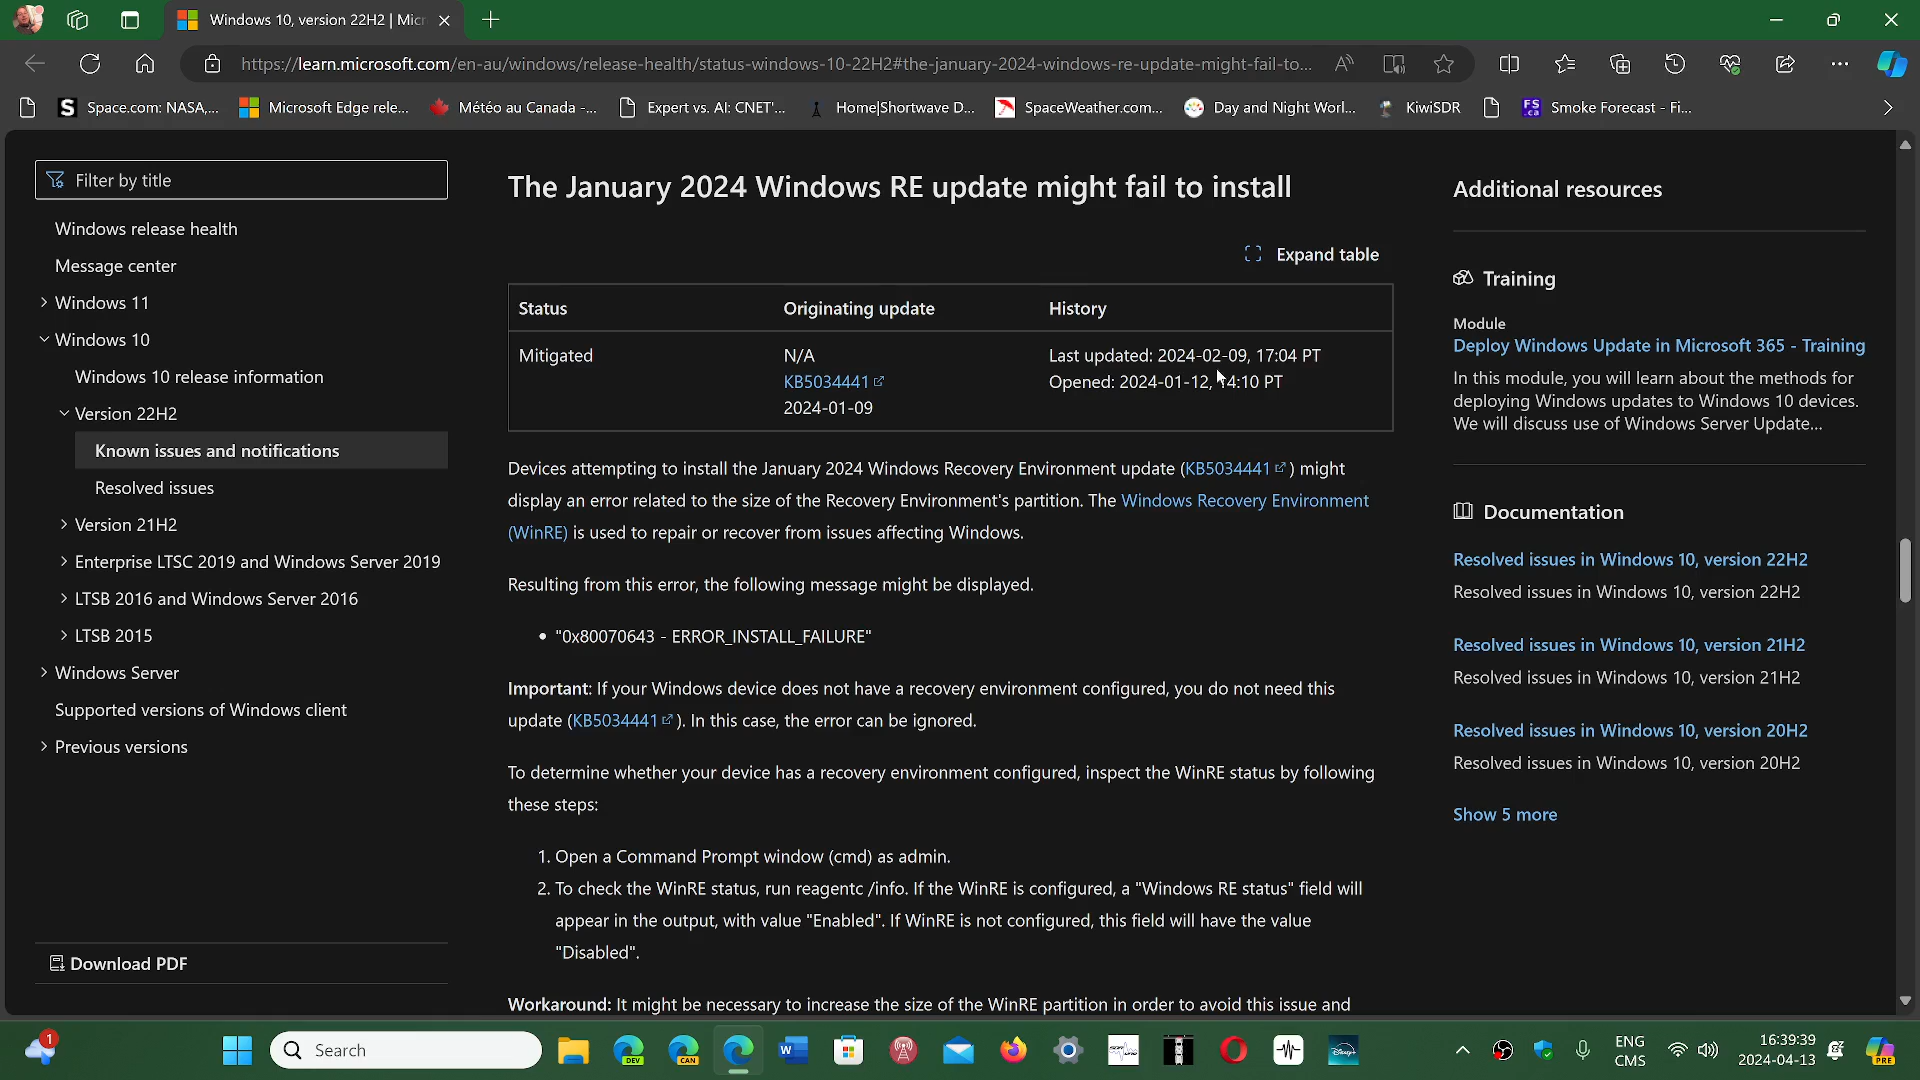 Windows 10, version 22H2 | Micr
https://learn.microsoft.com/en-au/windows/release-health/status-windows-10-22H2#the-january-2024-windows-re-update-might-fail-to...
Space.com: NASA,...
Microsoft Edge rele...
Météo au Canada -...
Expert vs. AI: CNET'...
Home|Shortwave D...
SpaceWeather.com...
Day and Night Worl...
KiwiSDR
Smoke Forecast - Fi...
Filter by title
Windows release health
Message center
Windows 11
Windows 10
Windows 10 release information
Version 22H2
Known issues and notifications
Resolved issues
Version 21H2
Enterprise LTSC 2019 and Windows Server 2019
LTSB 2016 and Windows Server 2016
LTSB 2015
Windows Server
Supported versions of Windows client
Previous versions
Download PDF
The January 2024 Windows RE update might fail to install
Expand table
Status Originating update History
Mitigated N/A Last updated: 2024-02-09, 17:04 PT
KB5034441 Opened: 2024-01-12, 14:10 PT
2024-01-09
Devices attempting to install the January 2024 Windows Recovery Environment update (KB5034441) might
display an error related to the size of the Recovery Environment's partition. The Windows Recovery Environment
(WinRE) is used to repair or recover from issues affecting Windows.
Resulting from this error, the following message might be displayed.
• "0x80070643 - ERROR_INSTALL_FAILURE"
Important: If your Windows device does not have a recovery environment configured, you do not need this
update (KB5034441). In this case, the error can be ignored.
To determine whether your device has a recovery environment configured, inspect the WinRE status by following
these steps:
1. Open a Command Prompt window (cmd) as admin.
2. To check the WinRE status, run reagentc /info. If the WinRE is configured, a "Windows RE status" field will
appear in the output, with value "Enabled". If WinRE is not configured, this field will have the value
"Disabled".
Workaround: It might be necessary to increase the size of the WinRE partition in order to avoid this issue and
Additional resources
Training
Module
Deploy Windows Update in Microsoft 365 - Training
In this module, you will learn about the methods for
deploying Windows updates to Windows 10 devices.
We will discuss use of Windows Server Update...
Documentation
Resolved issues in Windows 10, version 22H2
Resolved issues in Windows 10, version 22H2
Resolved issues in Windows 10, version 21H2
Resolved issues in Windows 10, version 21H2
Resolved issues in Windows 10, version 20H2
Resolved issues in Windows 10, version 20H2
Show 5 more
1
Search
DEV
CAN
Disney+
ENG
CMS
16:39:39
2024-04-13
PRE